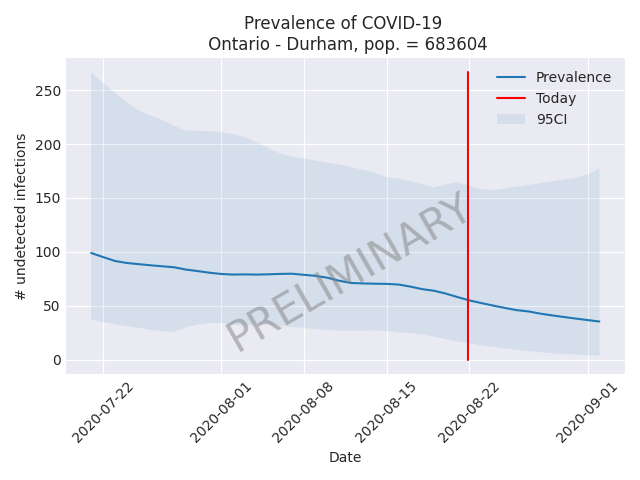 Prevalence of COVID-19
Ontario - Durham, pop. = 683604
Prevalence
Today
95CI
250
200
150
100
50
0
# undetected infections
PRELIMINARY
2020-07-22
2020-08-01
2020-08-08
2020-08-15
2020-08-22
2020-09-01
Date